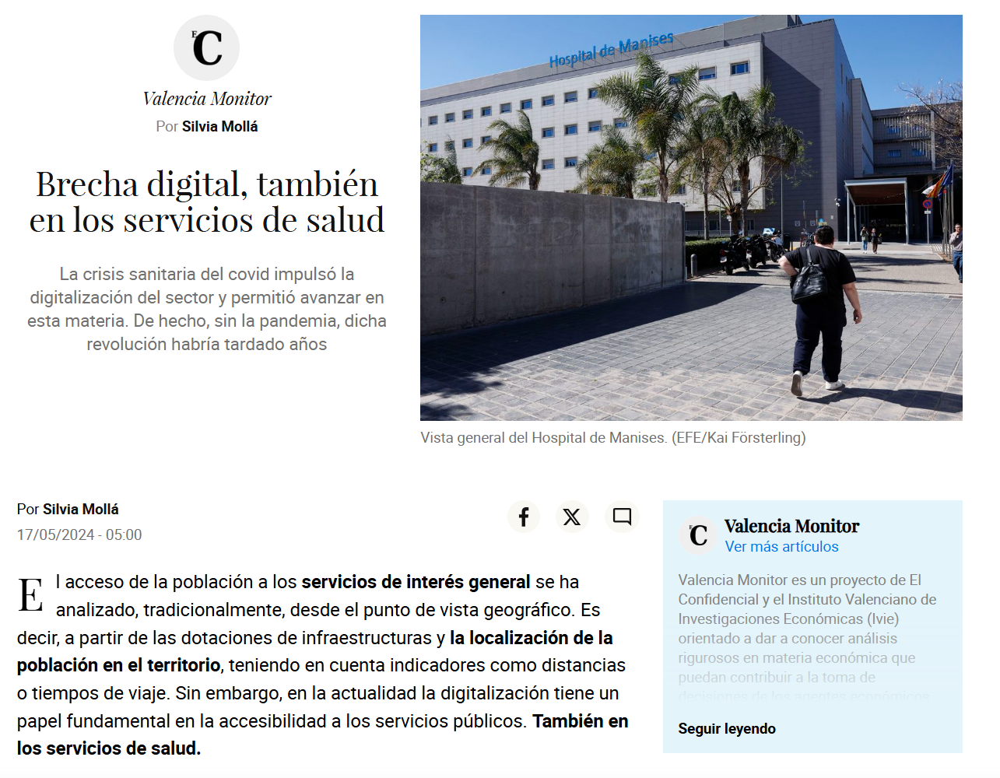 E
C
Valencia Monitor
Por Silvia Mollá
Brecha digital, también
en los servicios de salud
La crisis sanitaria del covid impulsó la
digitalización del sector y permitió avanzar en
esta materia. De hecho, sin la pandemia, dicha
revolución habría tardado años
Hospital de Manises
Vista general del Hospital de Manises. (EFE/Kai Försterling)
Por Silvia Mollá
17/05/2024 - 05:00
El acceso de la población a los servicios de interés general se ha
analizado, tradicionalmente, desde el punto de vista geográfico. Es
decir, a partir de las dotaciones de infraestructuras y la localización de la
población en el territorio, teniendo en cuenta indicadores como distancias
o tiempos de viaje. Sin embargo, en la actualidad la digitalización tiene un
papel fundamental en la accesibilidad a los servicios públicos. También en
los servicios de salud.
E
C
Valencia Monitor
Ver más artículos
Valencia Monitor es un proyecto de El
Confidencial y el Instituto Valenciano de
Investigaciones Económicas (Ivie)
orientado a dar a conocer análisis
rigurosos en materia económica que
puedan contribuir a la toma de
decisiones de los agentes económicos
Seguir leyendo